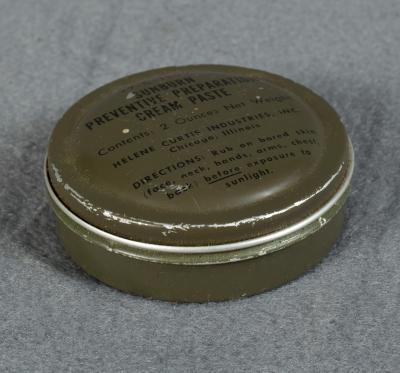 SUNBURN
PREVENTIVE PREPARATION
CREAM PASTE
Contents: 2 Ounces Net Weight
HELENE CURTIS INDUSTRIES, INC.
Chicago, Illinois
DIRECTIONS: Rub on bared skin
(face, neck, hands, arms, chest,
back) before exposure to
sunlight.